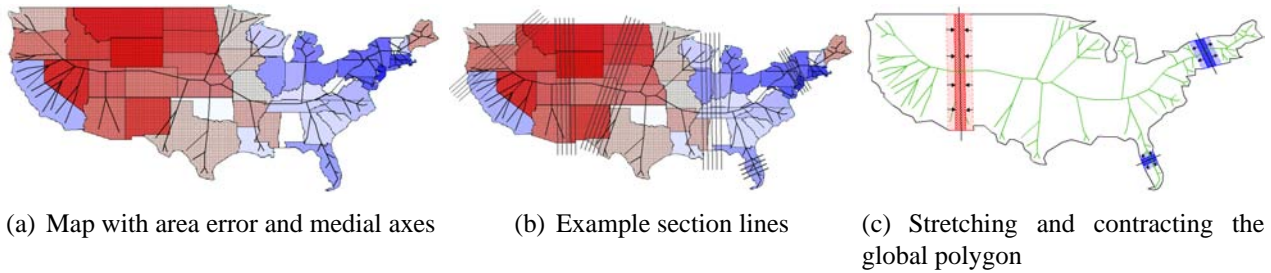 (a) Map with area error and medial axes
(b) Example section lines
(c) Stretching and contracting the
global polygon